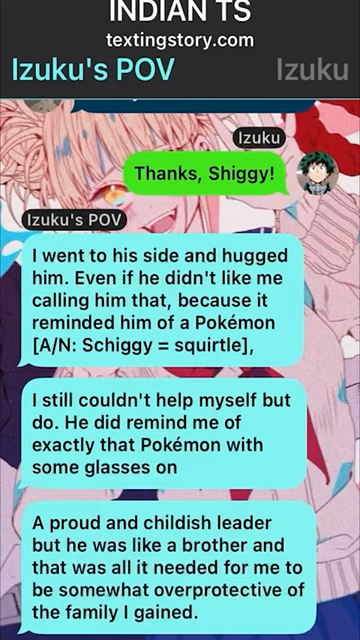 INDIAN TS
textingstory.com
Izuku's POV
Izuku
Izuku
Thanks, Shiggy!
Izuku's POV
I went to his side and hugged
him. Even if he didn't like me
calling him that, because it
reminded him of a Pokémon
[A/N: Schiggy = squirtle],
I still couldn't help myself but
do. He did remind me of
exactly that Pokémon with
some glasses on
A proud and childish leader
but he was like a brother and
that was all it needed for me to
be somewhat overprotective of
the family I gained.